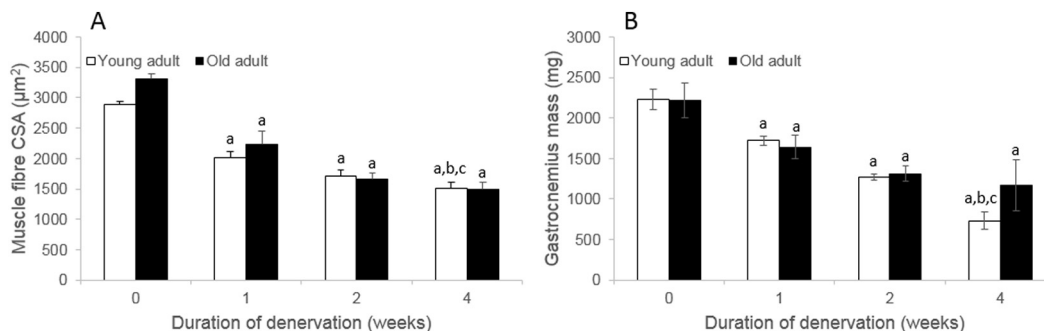 A
Muscle fibre CSA (µm²)
4000
3500
3000
2500
2000
1500
1000
500
0
Young adult
Old adult
a
a
a
a
a,b,c
a
0
1
2
4
Duration of denervation (weeks)
B
Gastrocnemius mass (mg)
3000
2500
2000
1500
1000
500
0
Young adult
Old adult
a
a
a
a
a,b,c
a
0
1
2
4
Duration of denervation (weeks)